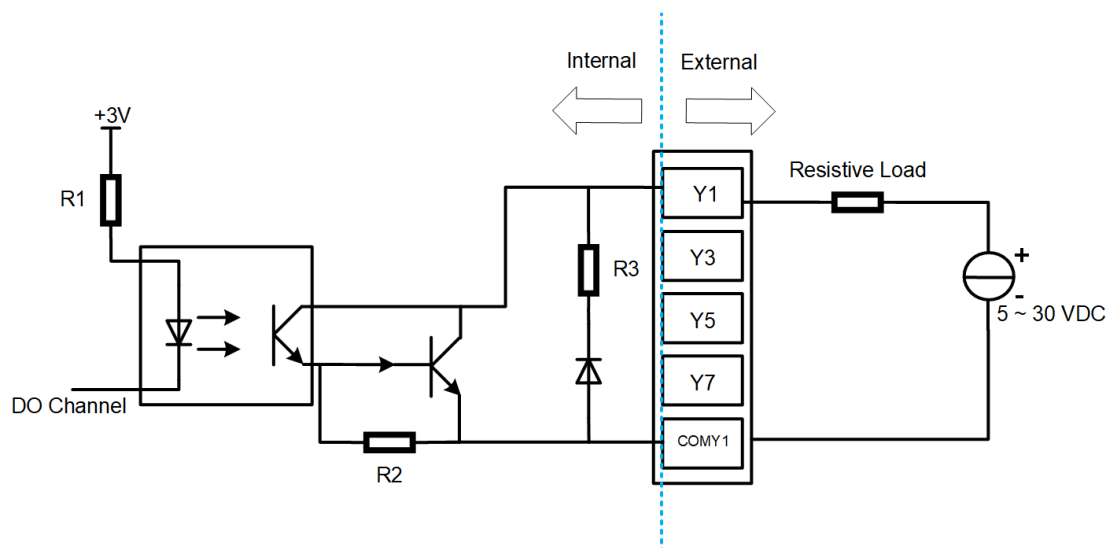 Internal
External
+3V
R1
Resistive Load
Y1
Y3
R3
+
-
5 ~ 30 VDC
Y5
Y7
DO Channel
COMY1
R2